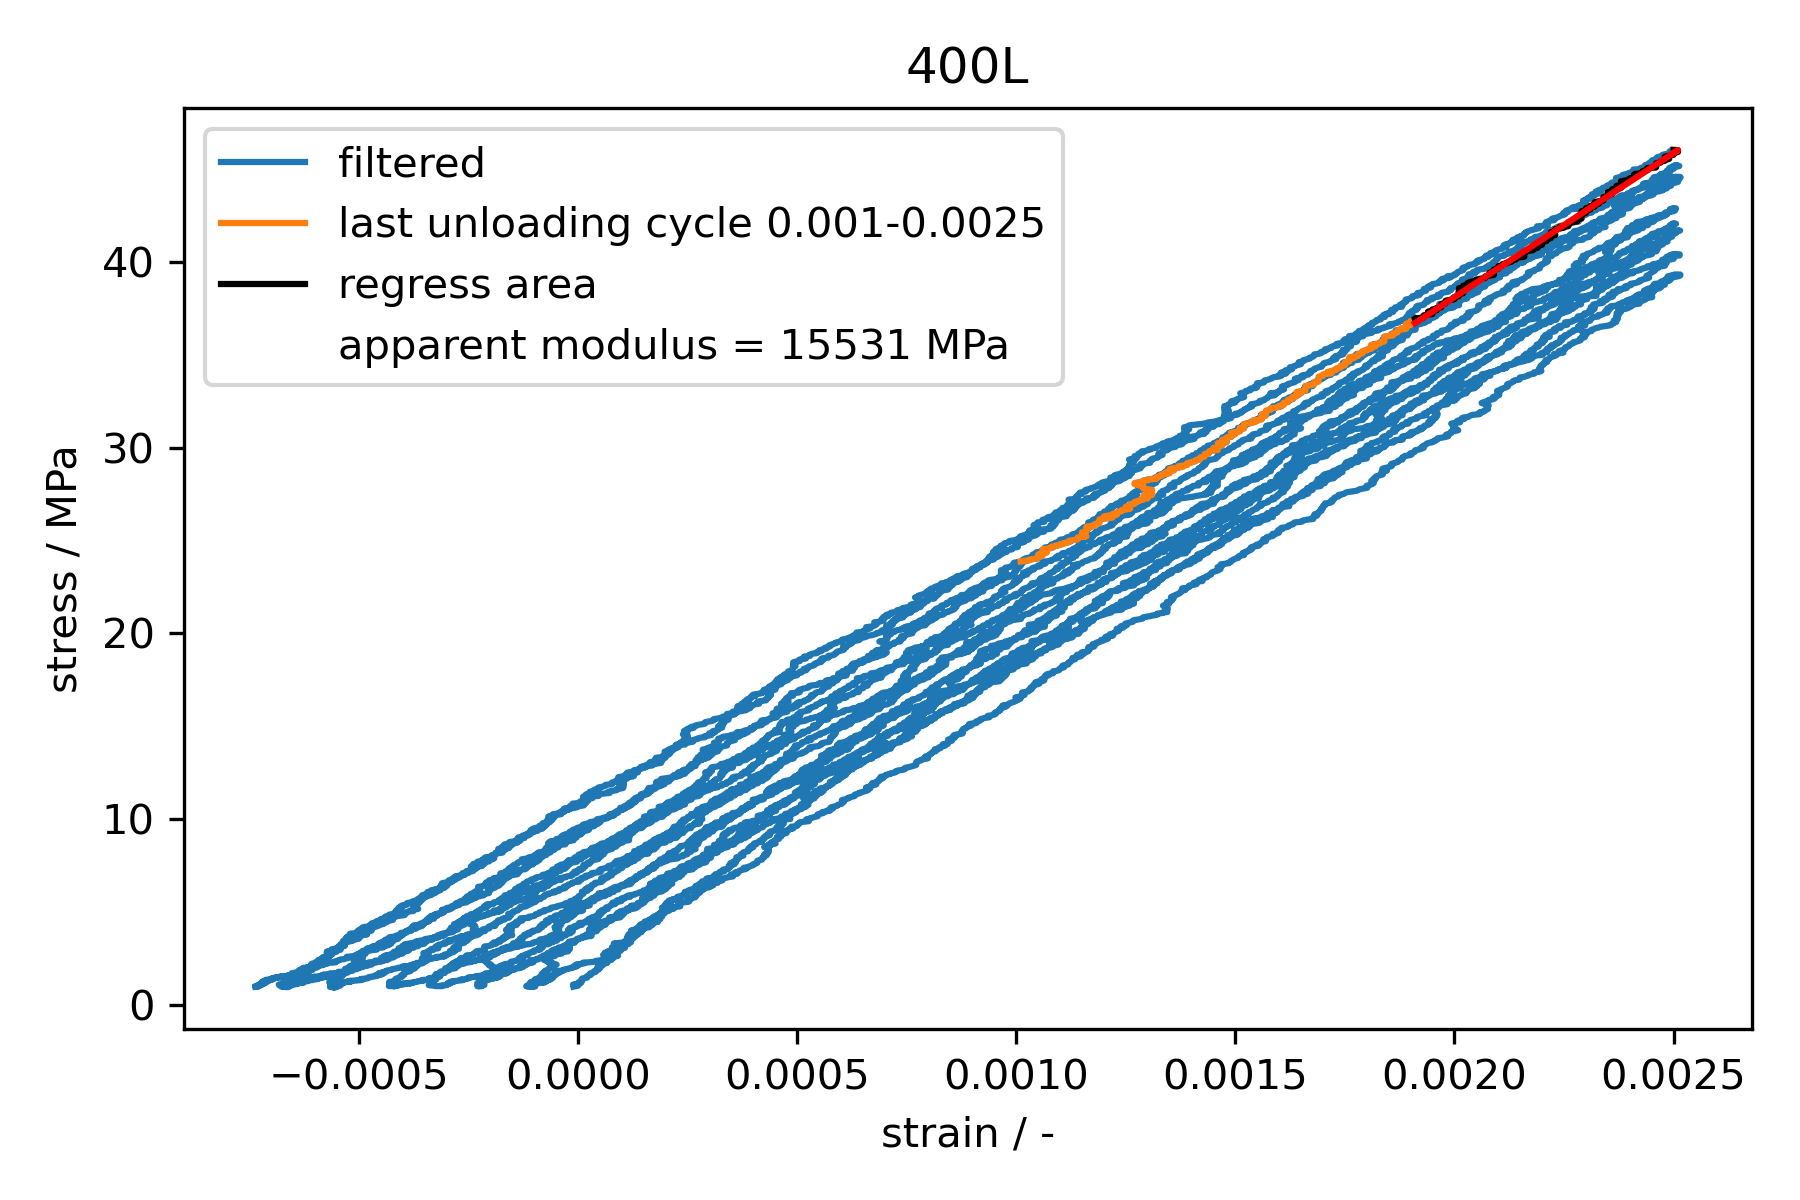 400L
filtered
last unloading cycle 0.001-0.0025
regress area
apparent modulus = 15531 MPa
stress / MPa
40
30
20
10
0
−0.0005 0.0000 0.0005 0.0010 0.0015 0.0020 0.0025
strain / -